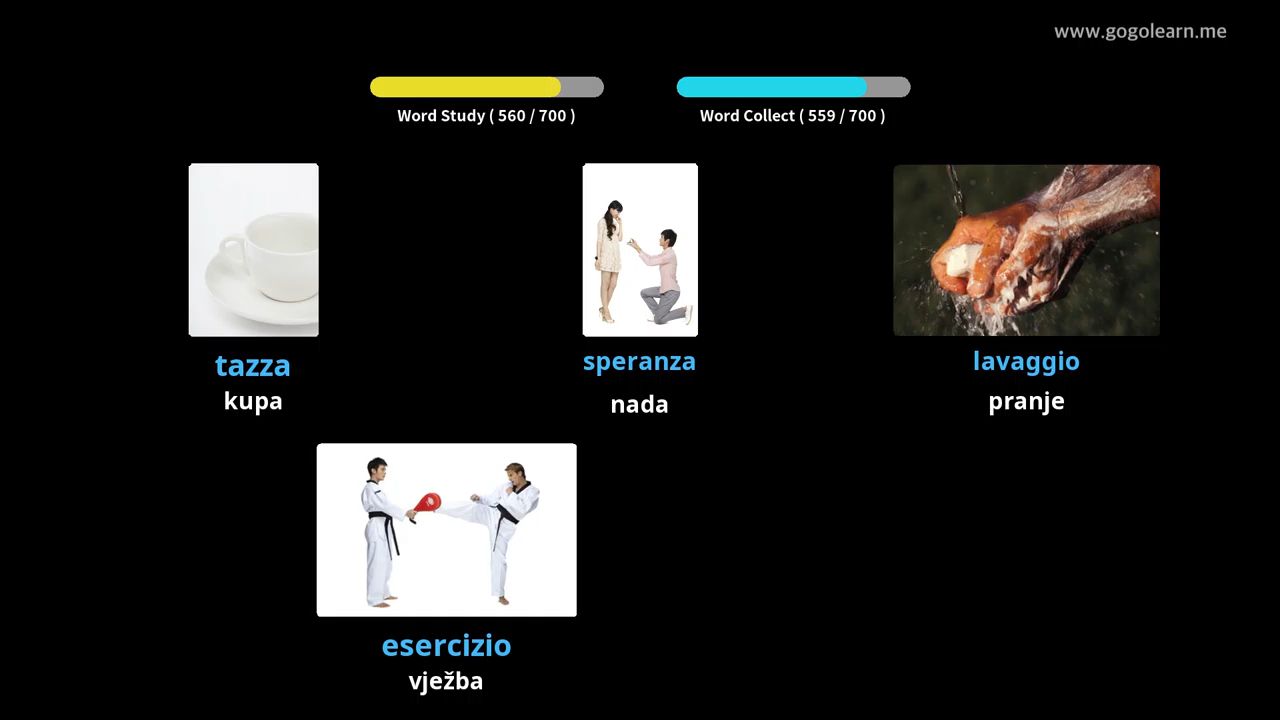 www.gogolearn.me
Word Study ( 560 / 700 )
Word Collect ( 559 / 700 )
tazza
kupa
speranza
nada
lavaggio
pranje
esercizio
vježba